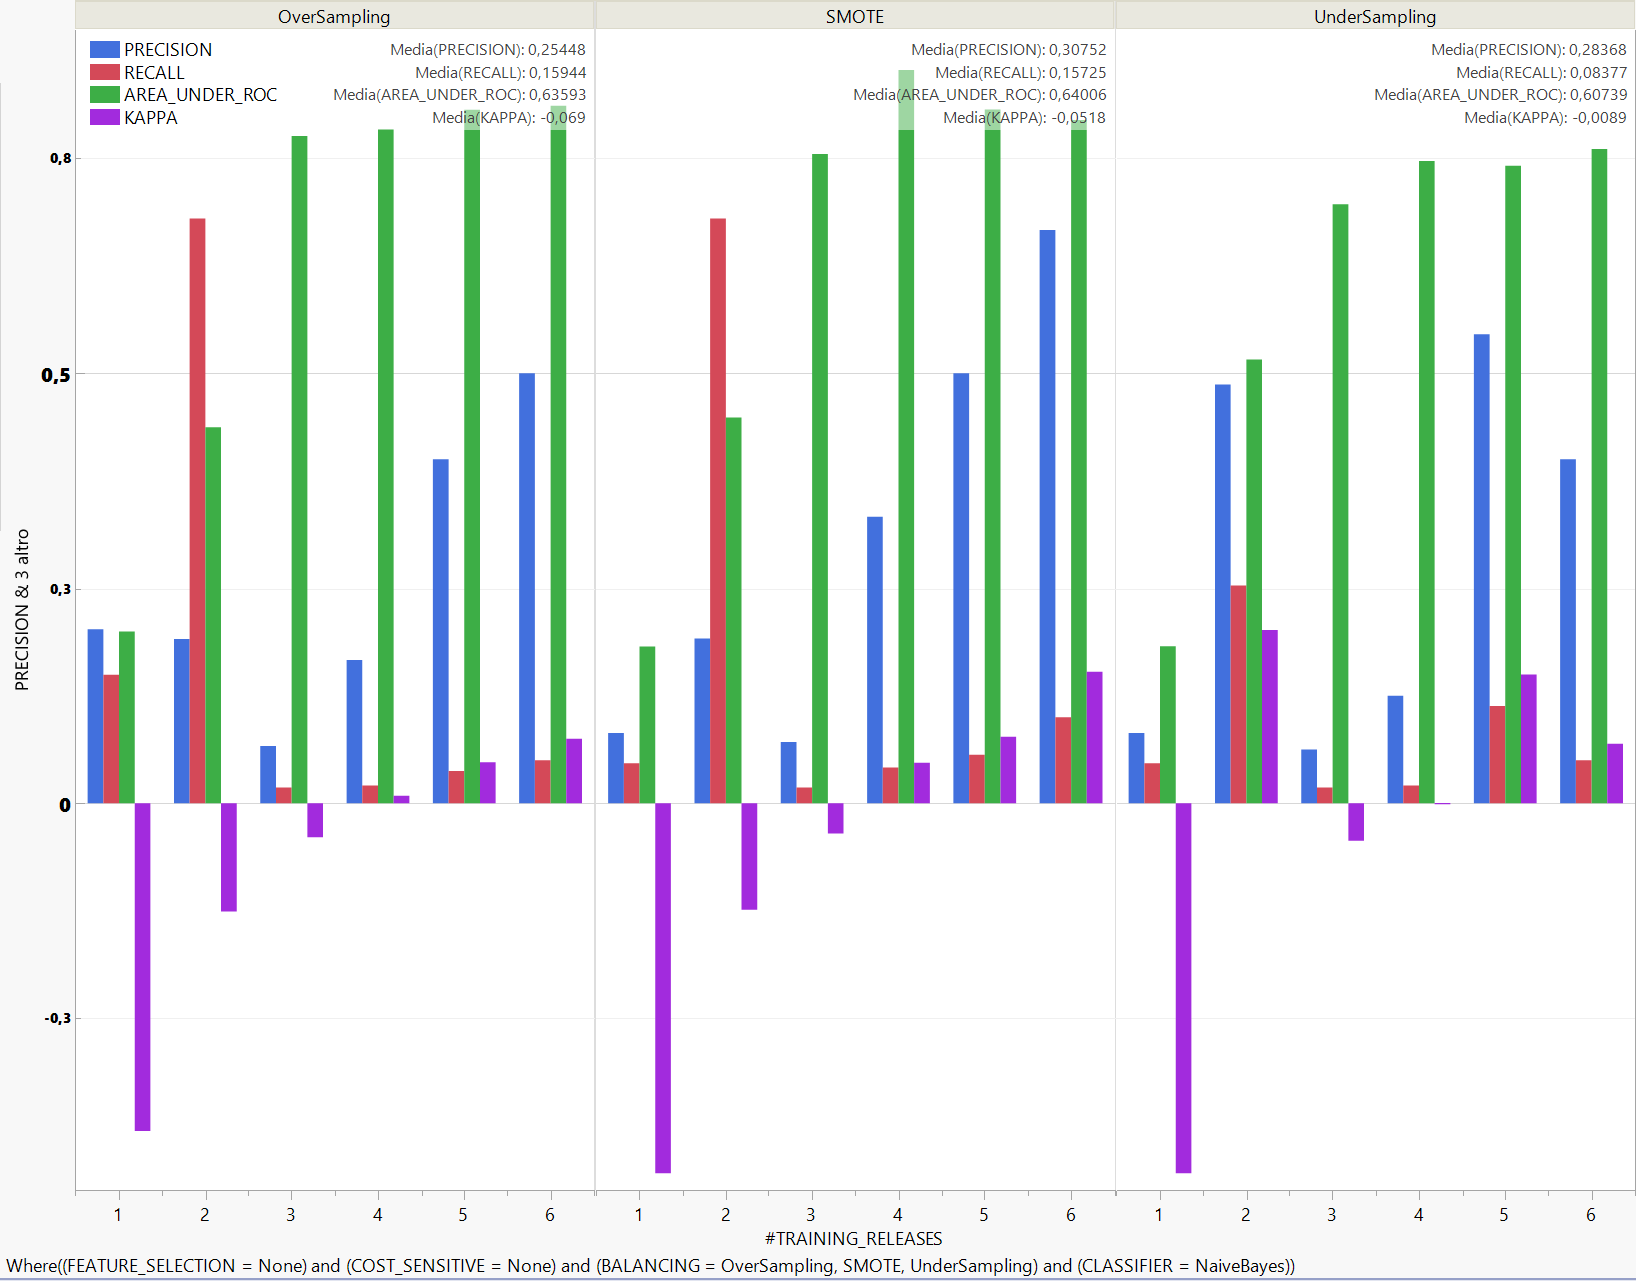 OverSampling
SMOTE
UnderSampling
PRECISION
RECALL
AREA_UNDER_ROC
KAPPA
Media(PRECISION): 0,25448
Media(RECALL): 0,15944
Media(AREA_UNDER_ROC): 0,63593
Media(KAPPA): -0,069
Media(PRECISION): 0,30752
Media(RECALL): 0,15725
Media(AREA_UNDER_ROC): 0,64006
Media(KAPPA): -0,0518
Media(PRECISION): 0,28368
Media(RECALL): 0,08377
Media(AREA_UNDER_ROC): 0,60739
Media(KAPPA): -0,0089
0,8
0,5
0,3
0
-0,3
PRECISION & 3 altro
1 2 3 4 5 6
1 2 3 4 5 6
1 2 3 4 5 6
#TRAINING_RELEASES
Where((FEATURE_SELECTION = None) and (COST_SENSITIVE = None) and (BALANCING = OverSampling, SMOTE, UnderSampling) and (CLASSIFIER = NaiveBayes))